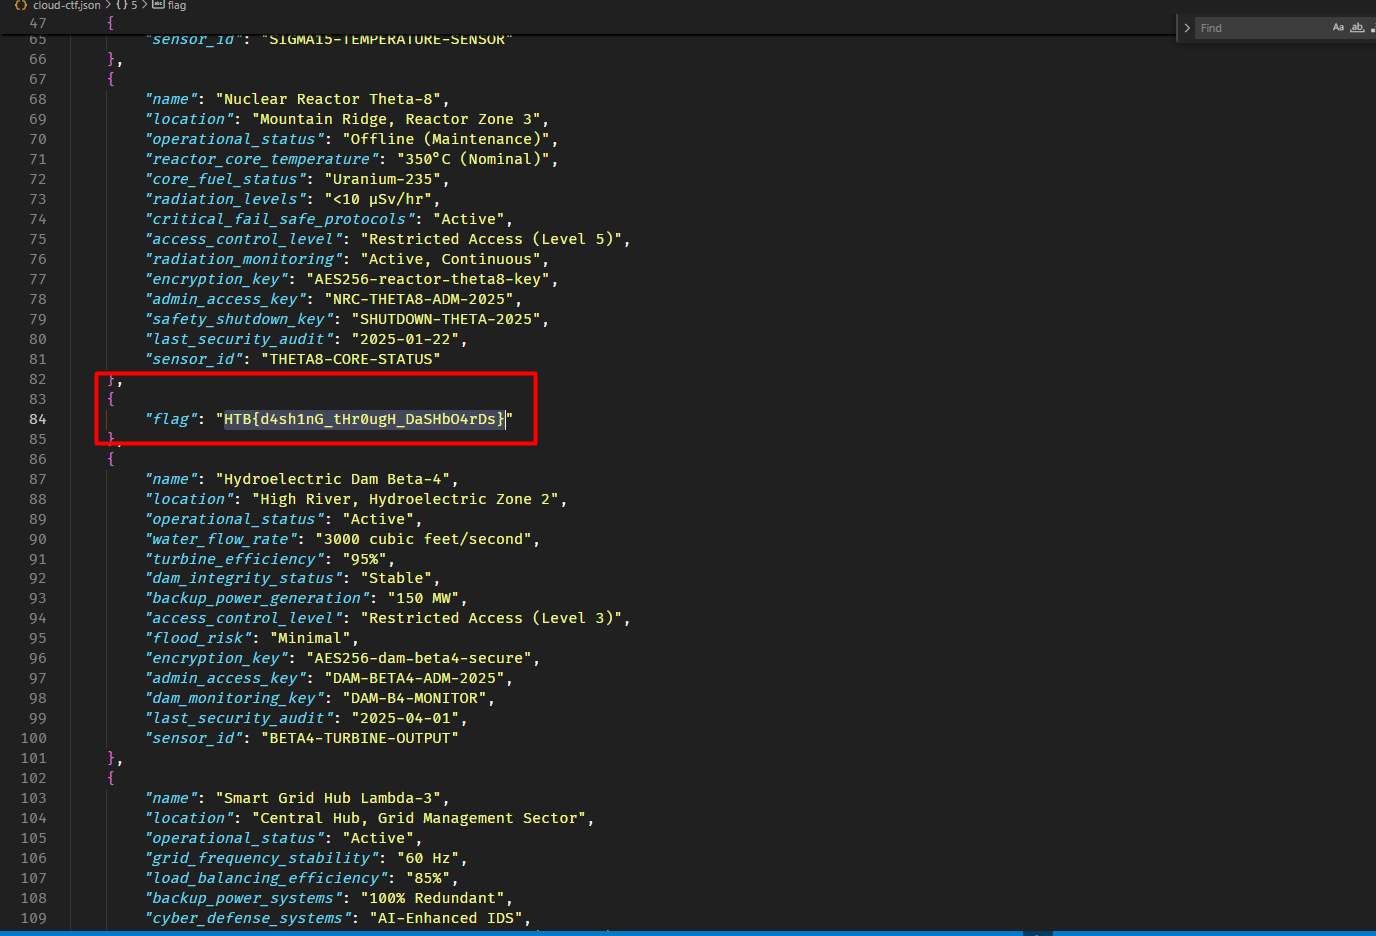 cloud-ctf.json > {} 5 > abc flag
47 {
Find Aa ab
65 "sensor_id": "SIGMA15-TEMPERATURE-SENSOR"
66 },
67 {
68 "name": "Nuclear Reactor Theta-8",
69 "location": "Mountain Ridge, Reactor Zone 3",
70 "operational_status": "Offline (Maintenance)",
71 "reactor_core_temperature": "350°C (Nominal)",
72 "core_fuel_status": "Uranium-235",
73 "radiation_levels": "<10 µSv/hr",
74 "critical_fail_safe_protocols": "Active",
75 "access_control_level": "Restricted Access (Level 5)",
76 "radiation_monitoring": "Active, Continuous",
77 "encryption_key": "AES256-reactor-theta8-key",
78 "admin_access_key": "NRC-THETA8-ADM-2025",
79 "safety_shutdown_key": "SHUTDOWN-THETA-2025",
80 "last_security_audit": "2025-01-22",
81 "sensor_id": "THETA8-CORE-STATUS"
82 },
83 {
84 "flag": "HTB{d4sh1nG_tHr0ugH_DaSHbO4rDs}"
85 },
86 {
87 "name": "Hydroelectric Dam Beta-4",
88 "location": "High River, Hydroelectric Zone 2",
89 "operational_status": "Active",
90 "water_flow_rate": "3000 cubic feet/second",
91 "turbine_efficiency": "95%",
92 "dam_integrity_status": "Stable",
93 "backup_power_generation": "150 MW",
94 "access_control_level": "Restricted Access (Level 3)",
95 "flood_risk": "Minimal",
96 "encryption_key": "AES256-dam-beta4-secure",
97 "admin_access_key": "DAM-BETA4-ADM-2025",
98 "dam_monitoring_key": "DAM-B4-MONITOR",
99 "last_security_audit": "2025-04-01",
100 "sensor_id": "BETA4-TURBINE-OUTPUT"
101 },
102 {
103 "name": "Smart Grid Hub Lambda-3",
104 "location": "Central Hub, Grid Management Sector",
105 "operational_status": "Active",
106 "grid_frequency_stability": "60 Hz",
107 "load_balancing_efficiency": "85%",
108 "backup_power_systems": "100% Redundant",
109 "cyber_defense_systems": "AI-Enhanced IDS",